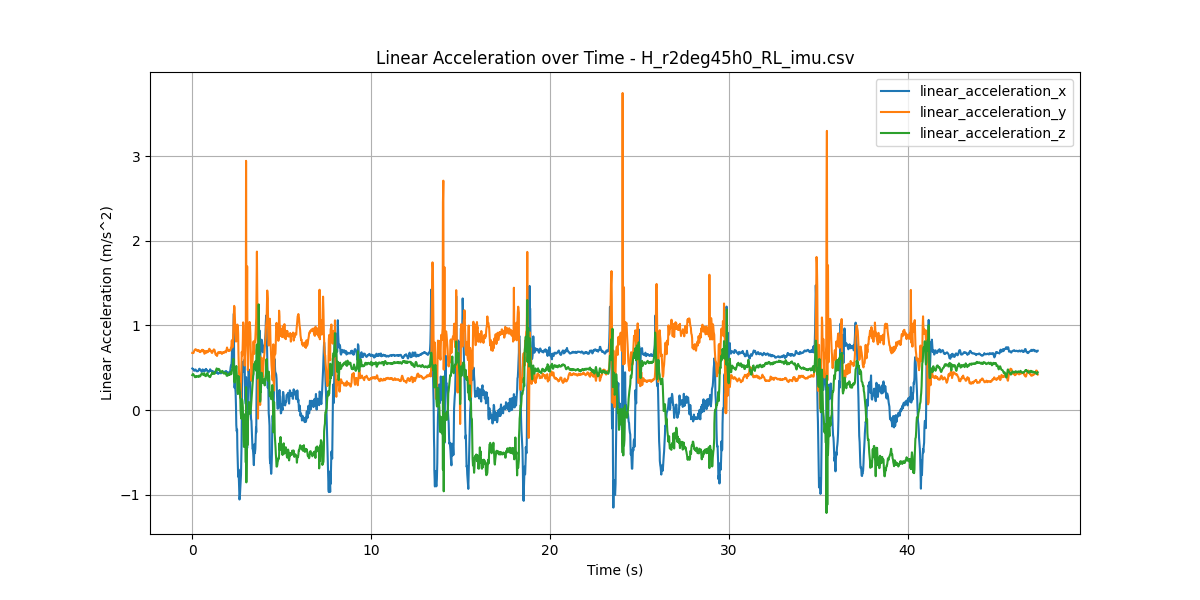 Linear Acceleration over Time - H_r2deg45h0_RL_imu.csv
linear_acceleration_x
linear_acceleration_y
linear_acceleration_z
Linear Acceleration (m/s^2)
3
2
1
0
−1
0 10 20 30 40
Time (s)